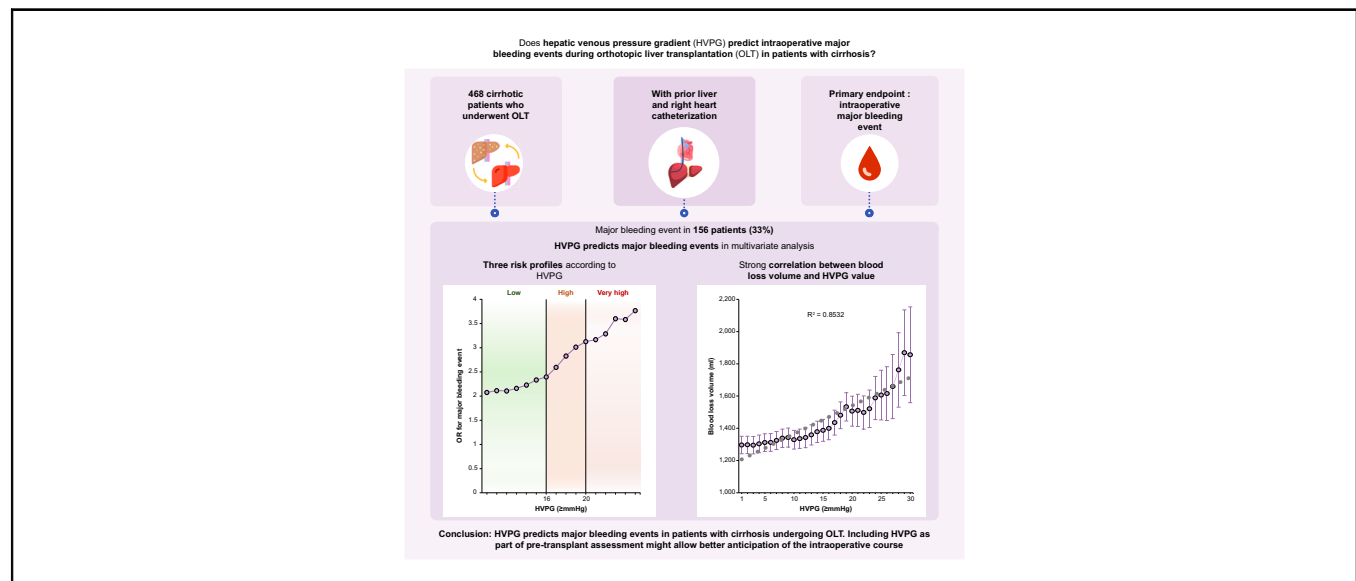 Does hepatic venous pressure gradient (HVPG) predict intraoperative major
bleeding events during orthotopic liver transplantation (OLT) in patients with cirrhosis?
468 cirrhotic
patients who
underwent OLT
With prior liver
and right heart
catheterization
Primary endpoint :
intraoperative
major bleeding
event
Major bleeding event in 156 patients (33%)
HVPG predicts major bleeding events in multivariate analysis
Three risk profiles according to
HVPG
Low
High
Very high
OR for major bleeding event
4
3.5
3
2.5
2
1.5
1
0.5
0
16
20
HVPG (≥mmHg)
Strong correlation between blood
loss volume and HVPG value
R² = 0.8532
Blood loss volume (ml)
2,200
2,000
1,800
1,600
1,400
1,200
1,000
1
5
10
15
20
25
30
HVPG (≥mmHg)
Conclusion: HVPG predicts major bleeding events in patients with cirrhosis undergoing OLT. Including HVPG as
part of pre-transplant assessment might allow better anticipation of the intraoperative course